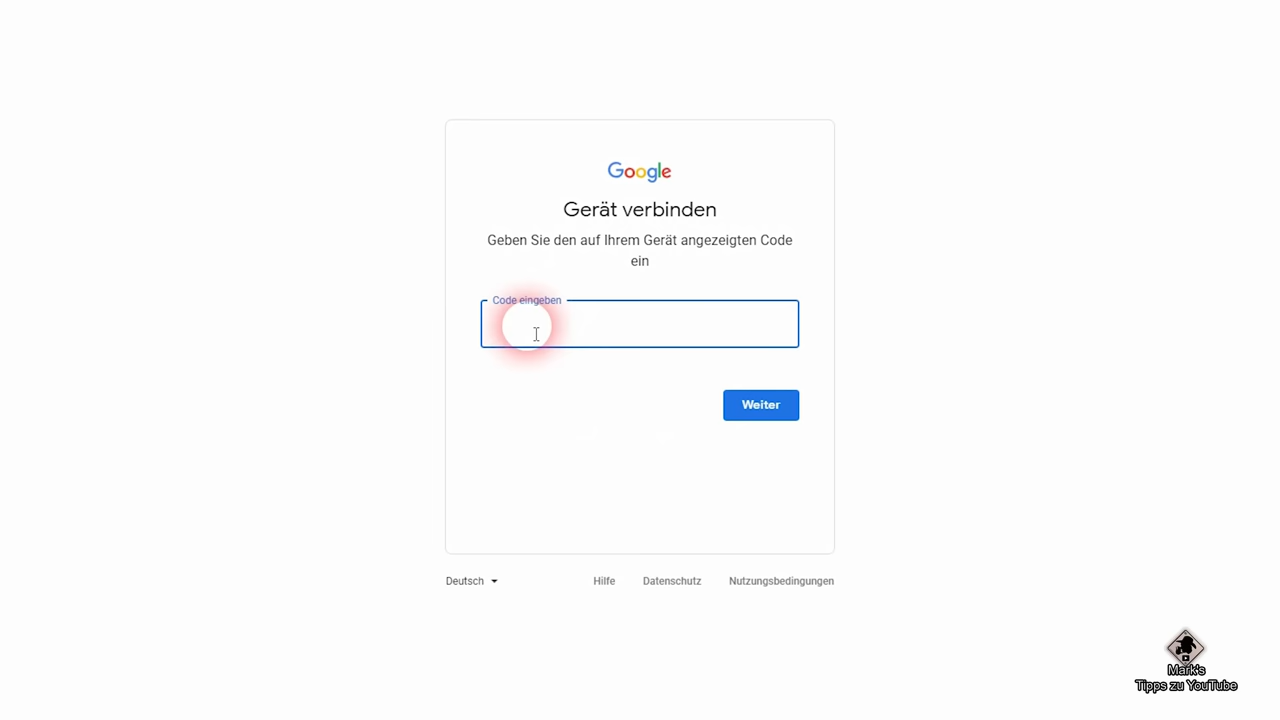 Google
Gerät verbinden
Geben Sie den auf Ihrem Gerät angezeigten Code
ein
Code eingeben
Weiter
Deutsch
Hilfe
Datenschutz
Nutzungsbedingungen
Mark's
Tipps zu YouTube